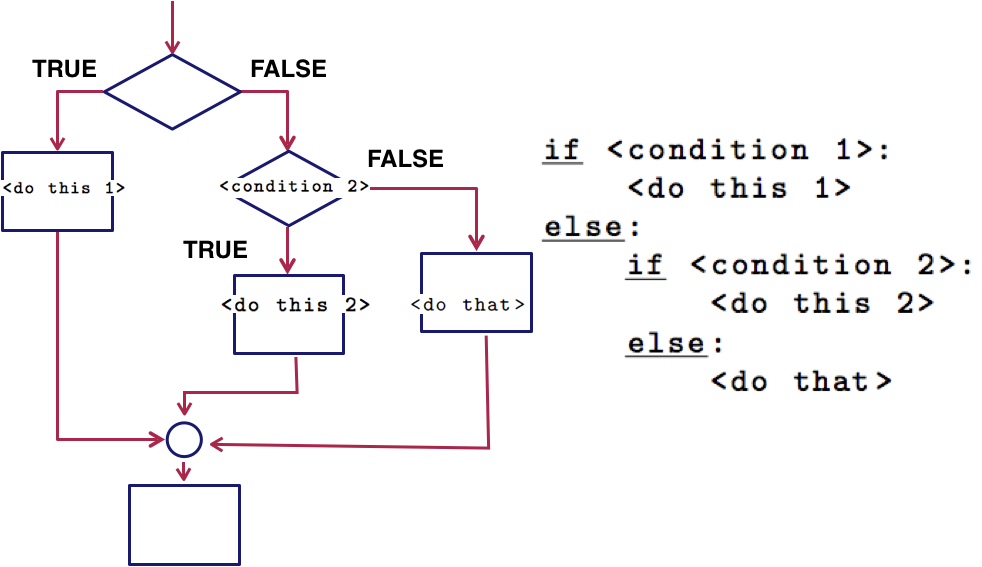 TRUE
FALSE
<do this 1>
<condition 2>
FALSE
TRUE
<do this 2>
<do that>
if <condition 1>:
<do this 1>
else:
if <condition 2>:
<do this 2>
else:
<do that>